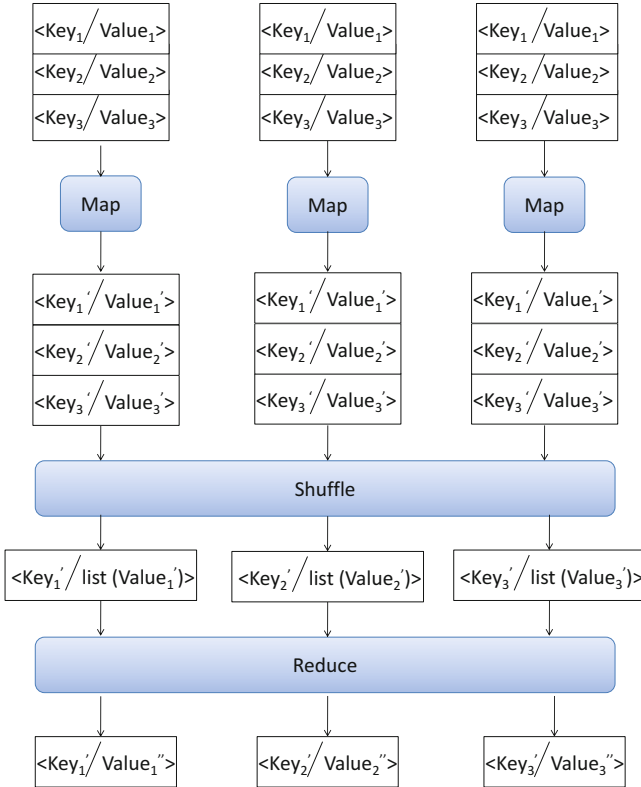 <Key₁/Value₁> <Key₁/Value₁> <Key₁/Value₁>
<Key₂/Value₂> <Key₂/Value₂> <Key₂/Value₂>
<Key₃/Value₃> <Key₃/Value₃> <Key₃/Value₃>
Map Map Map
<Key₁'/Value₁'> <Key₁'/Value₁'> <Key₁'/Value₁'>
<Key₂'/Value₂'> <Key₂'/Value₂'> <Key₂'/Value₂'>
<Key₃'/Value₃'> <Key₃'/Value₃'> <Key₃'/Value₃'>
Shuffle
<Key₁'/list (Value₁')> <Key₂'/list (Value₂')> <Key₃'/list (Value₃')>
Reduce
<Key₁'/Value₁''> <Key₂'/Value₂''> <Key₃'/Value₃''>